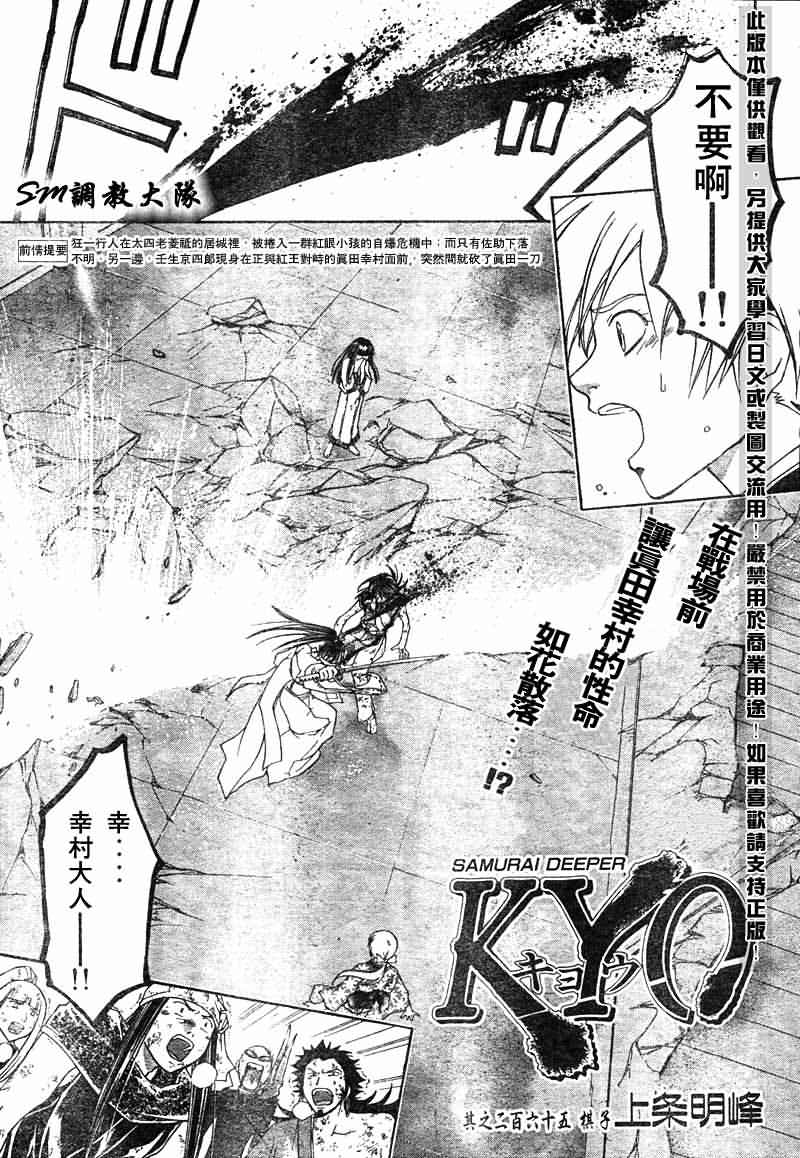 此版本僅供觀看，另提供大家學習日文或製圖交流用！嚴禁用於商業用途！如果喜歡請支持正版！
不要啊——!!
SM調教大隊
前情提要
狂一行人在太四老菱祗的居城裡，被捲入一群紅眼小孩的自爆危機中；而只有佐助下落
不明。另一邊，壬生京四郎現身在正與紅王對峙的眞田幸村面前，突然間就砍了眞田一刀
在戰場前
讓眞田幸村的性命
如花散落……!?
幸‥‥
幸村大人——!!
SAMURAI DEEPER
KYO
キョウ
其之二百六十五 棋子
上条明峰